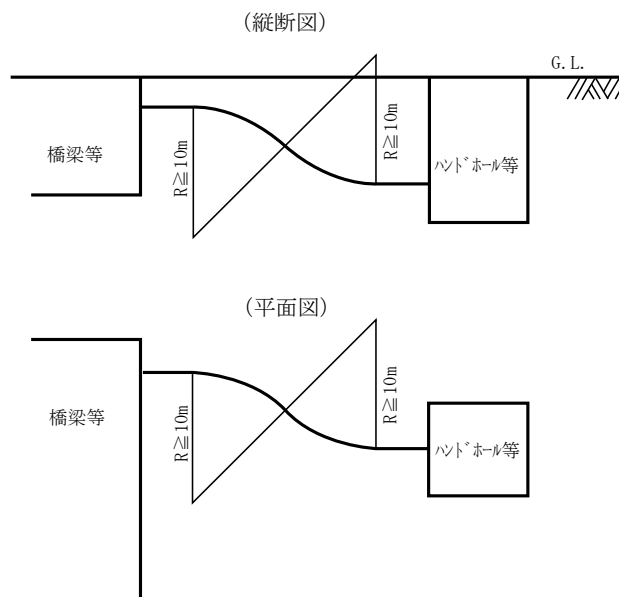 (縦断図)
G.L.
橋梁等
R≧10m
R≧10m
ハンドホール等
(平面図)
橋梁等
R≧10m
R≧10m
ハンドホール等